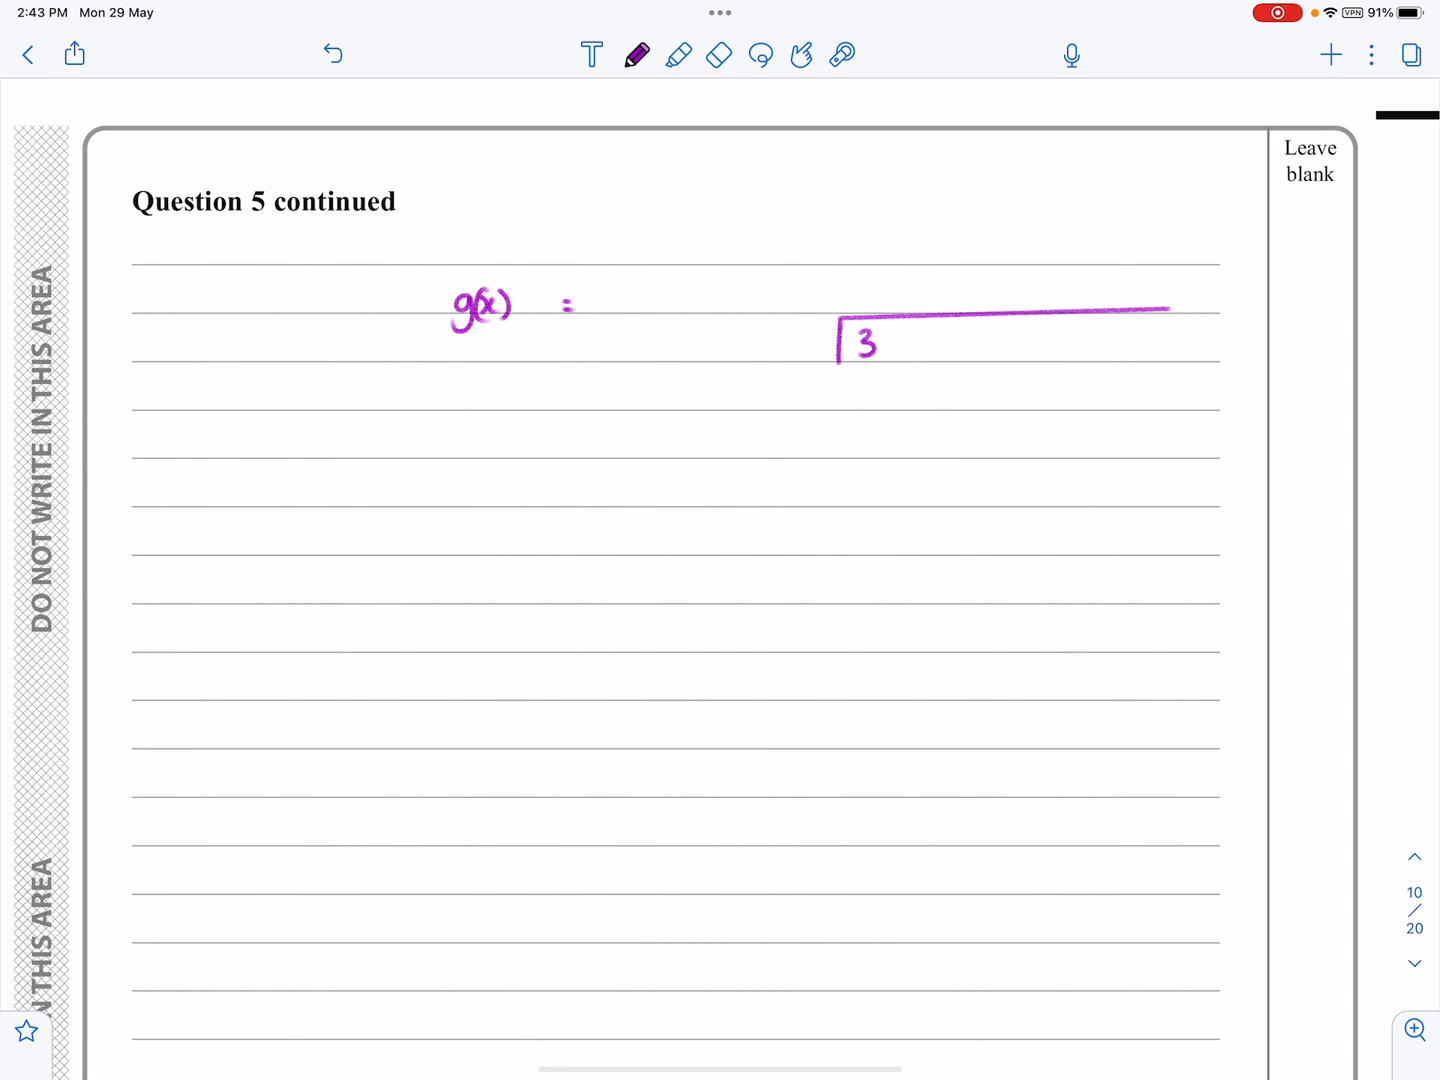 2:43 PM Mon 29 May
VPN 91%
Leave
blank
Question 5 continued
g(x) =
3
DO NOT WRITE IN THIS AREA
N THIS AREA
10
/
20